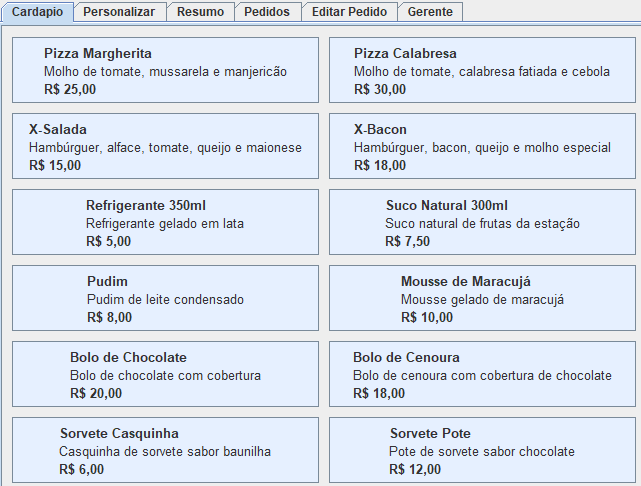 Cardapio Personalizar Resumo Pedidos Editar Pedido Gerente
Pizza Margherita
Molho de tomate, mussarela e manjericão
R$ 25,00
Pizza Calabresa
Molho de tomate, calabresa fatiada e cebola
R$ 30,00
X-Salada
Hambúrguer, alface, tomate, queijo e maionese
R$ 15,00
X-Bacon
Hambúrguer, bacon, queijo e molho especial
R$ 18,00
Refrigerante 350ml
Refrigerante gelado em lata
R$ 5,00
Suco Natural 300ml
Suco natural de frutas da estação
R$ 7,50
Pudim
Pudim de leite condensado
R$ 8,00
Mousse de Maracujá
Mousse gelado de maracujá
R$ 10,00
Bolo de Chocolate
Bolo de chocolate com cobertura
R$ 20,00
Bolo de Cenoura
Bolo de cenoura com cobertura de chocolate
R$ 18,00
Sorvete Casquinha
Casquinha de sorvete sabor baunilha
R$ 6,00
Sorvete Pote
Pote de sorvete sabor chocolate
R$ 12,00